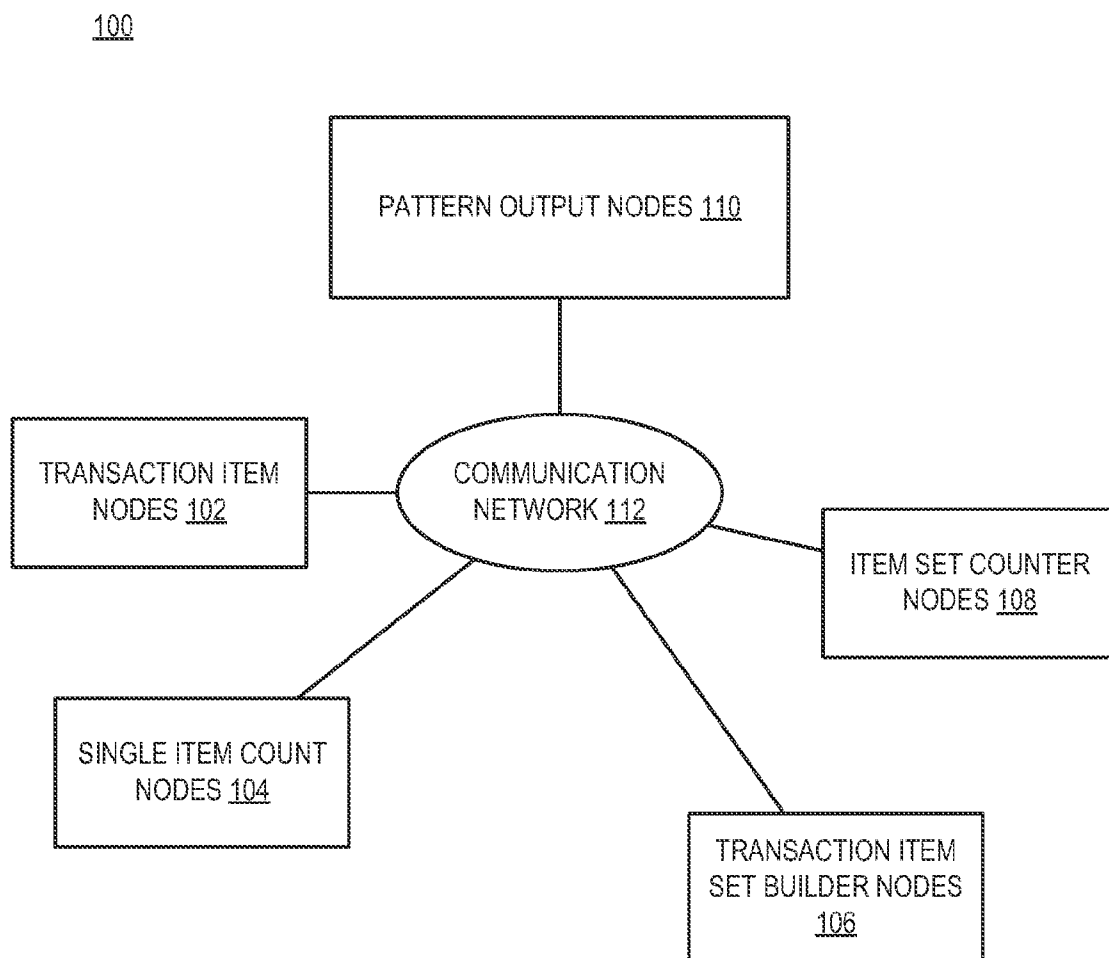 100
PATTERN OUTPUT NODES 110
TRANSACTION ITEM
NODES 102
COMMUNICATION
NETWORK 112
ITEM SET COUNTER
NODES 108
SINGLE ITEM COUNT
NODES 104
TRANSACTION ITEM
SET BUILDER NODES
106